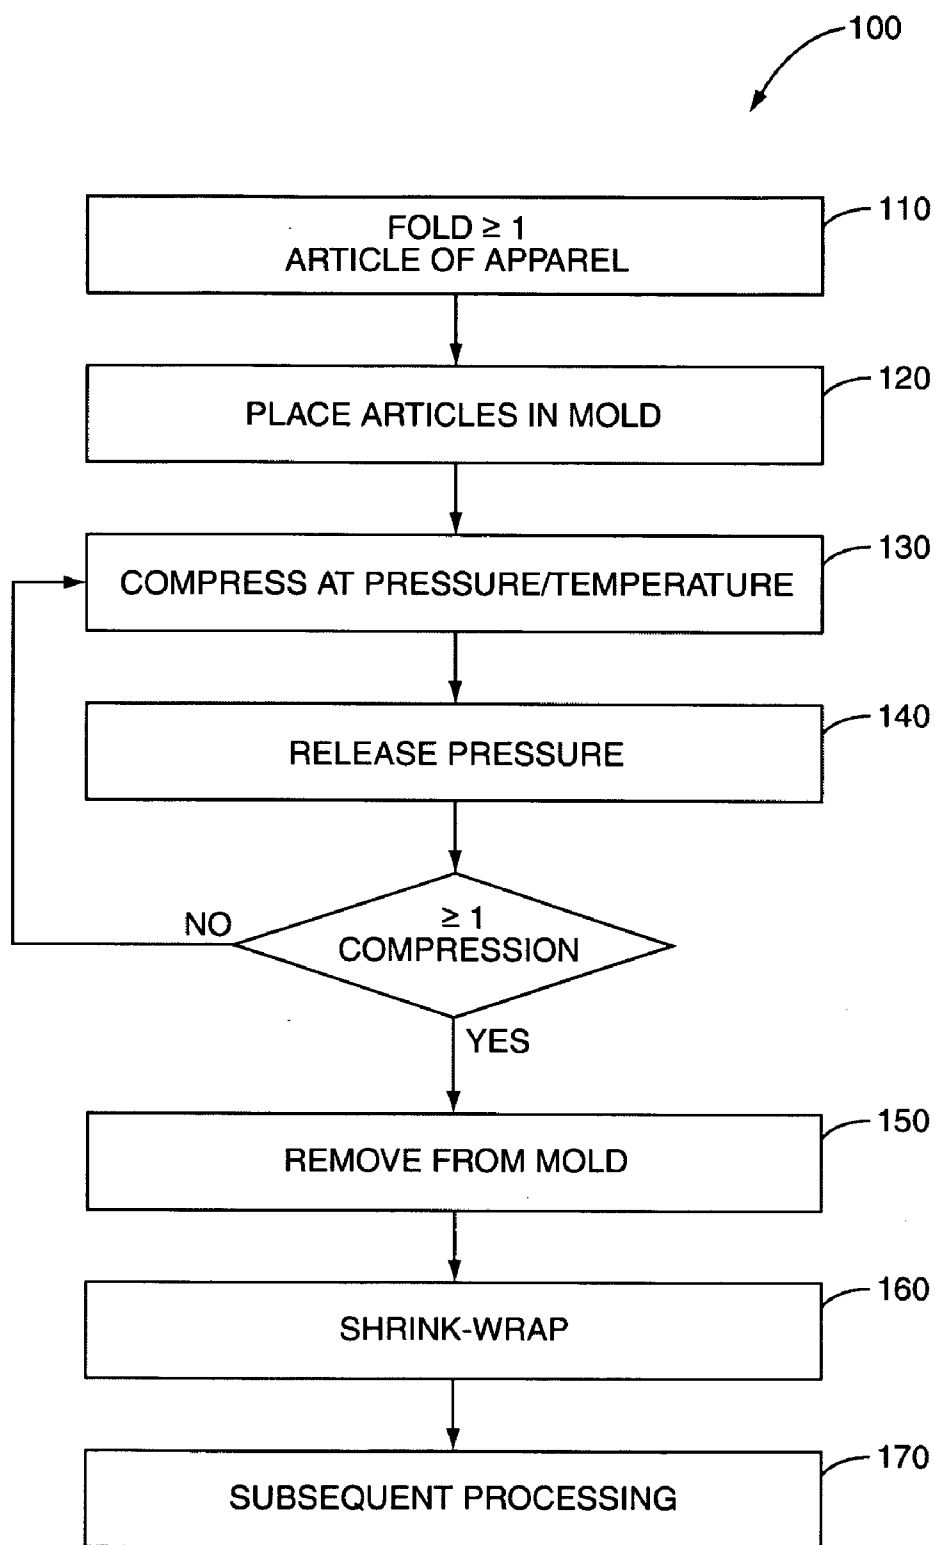 100
FOLD ≥ 1
ARTICLE OF APPAREL
110
PLACE ARTICLES IN MOLD
120
COMPRESS AT PRESSURE/TEMPERATURE
130
RELEASE PRESSURE
140
≥ 1
COMPRESSION
NO
YES
REMOVE FROM MOLD
150
SHRINK-WRAP
160
SUBSEQUENT PROCESSING
170